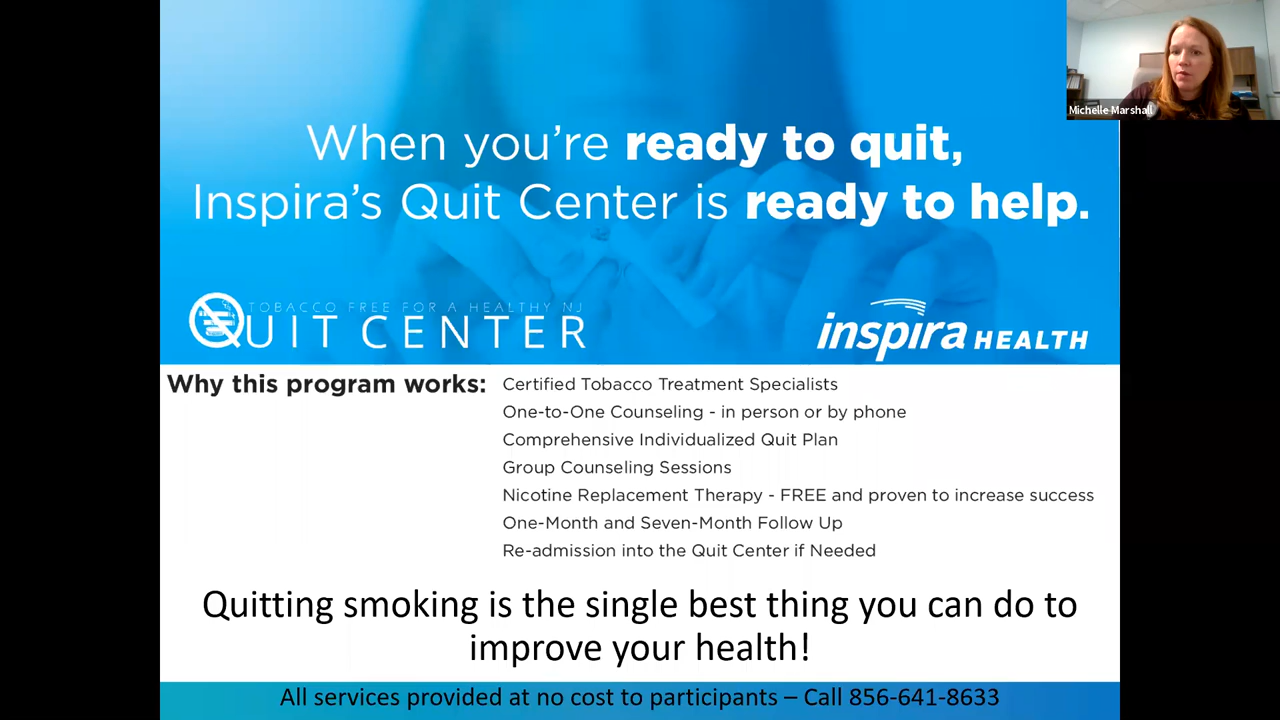 Michelle Marshall
When you're ready to quit,
Inspira's Quit Center is ready to help.
TOBACCO FREE FOR A HEALTHY NJ
QUIT CENTER
inspira HEALTH
Why this program works:
Certified Tobacco Treatment Specialists
One-to-One Counseling - in person or by phone
Comprehensive Individualized Quit Plan
Group Counseling Sessions
Nicotine Replacement Therapy - FREE and proven to increase success
One-Month and Seven-Month Follow Up
Re-admission into the Quit Center if Needed
Quitting smoking is the single best thing you can do to
improve your health!
All services provided at no cost to participants – Call 856-641-8633